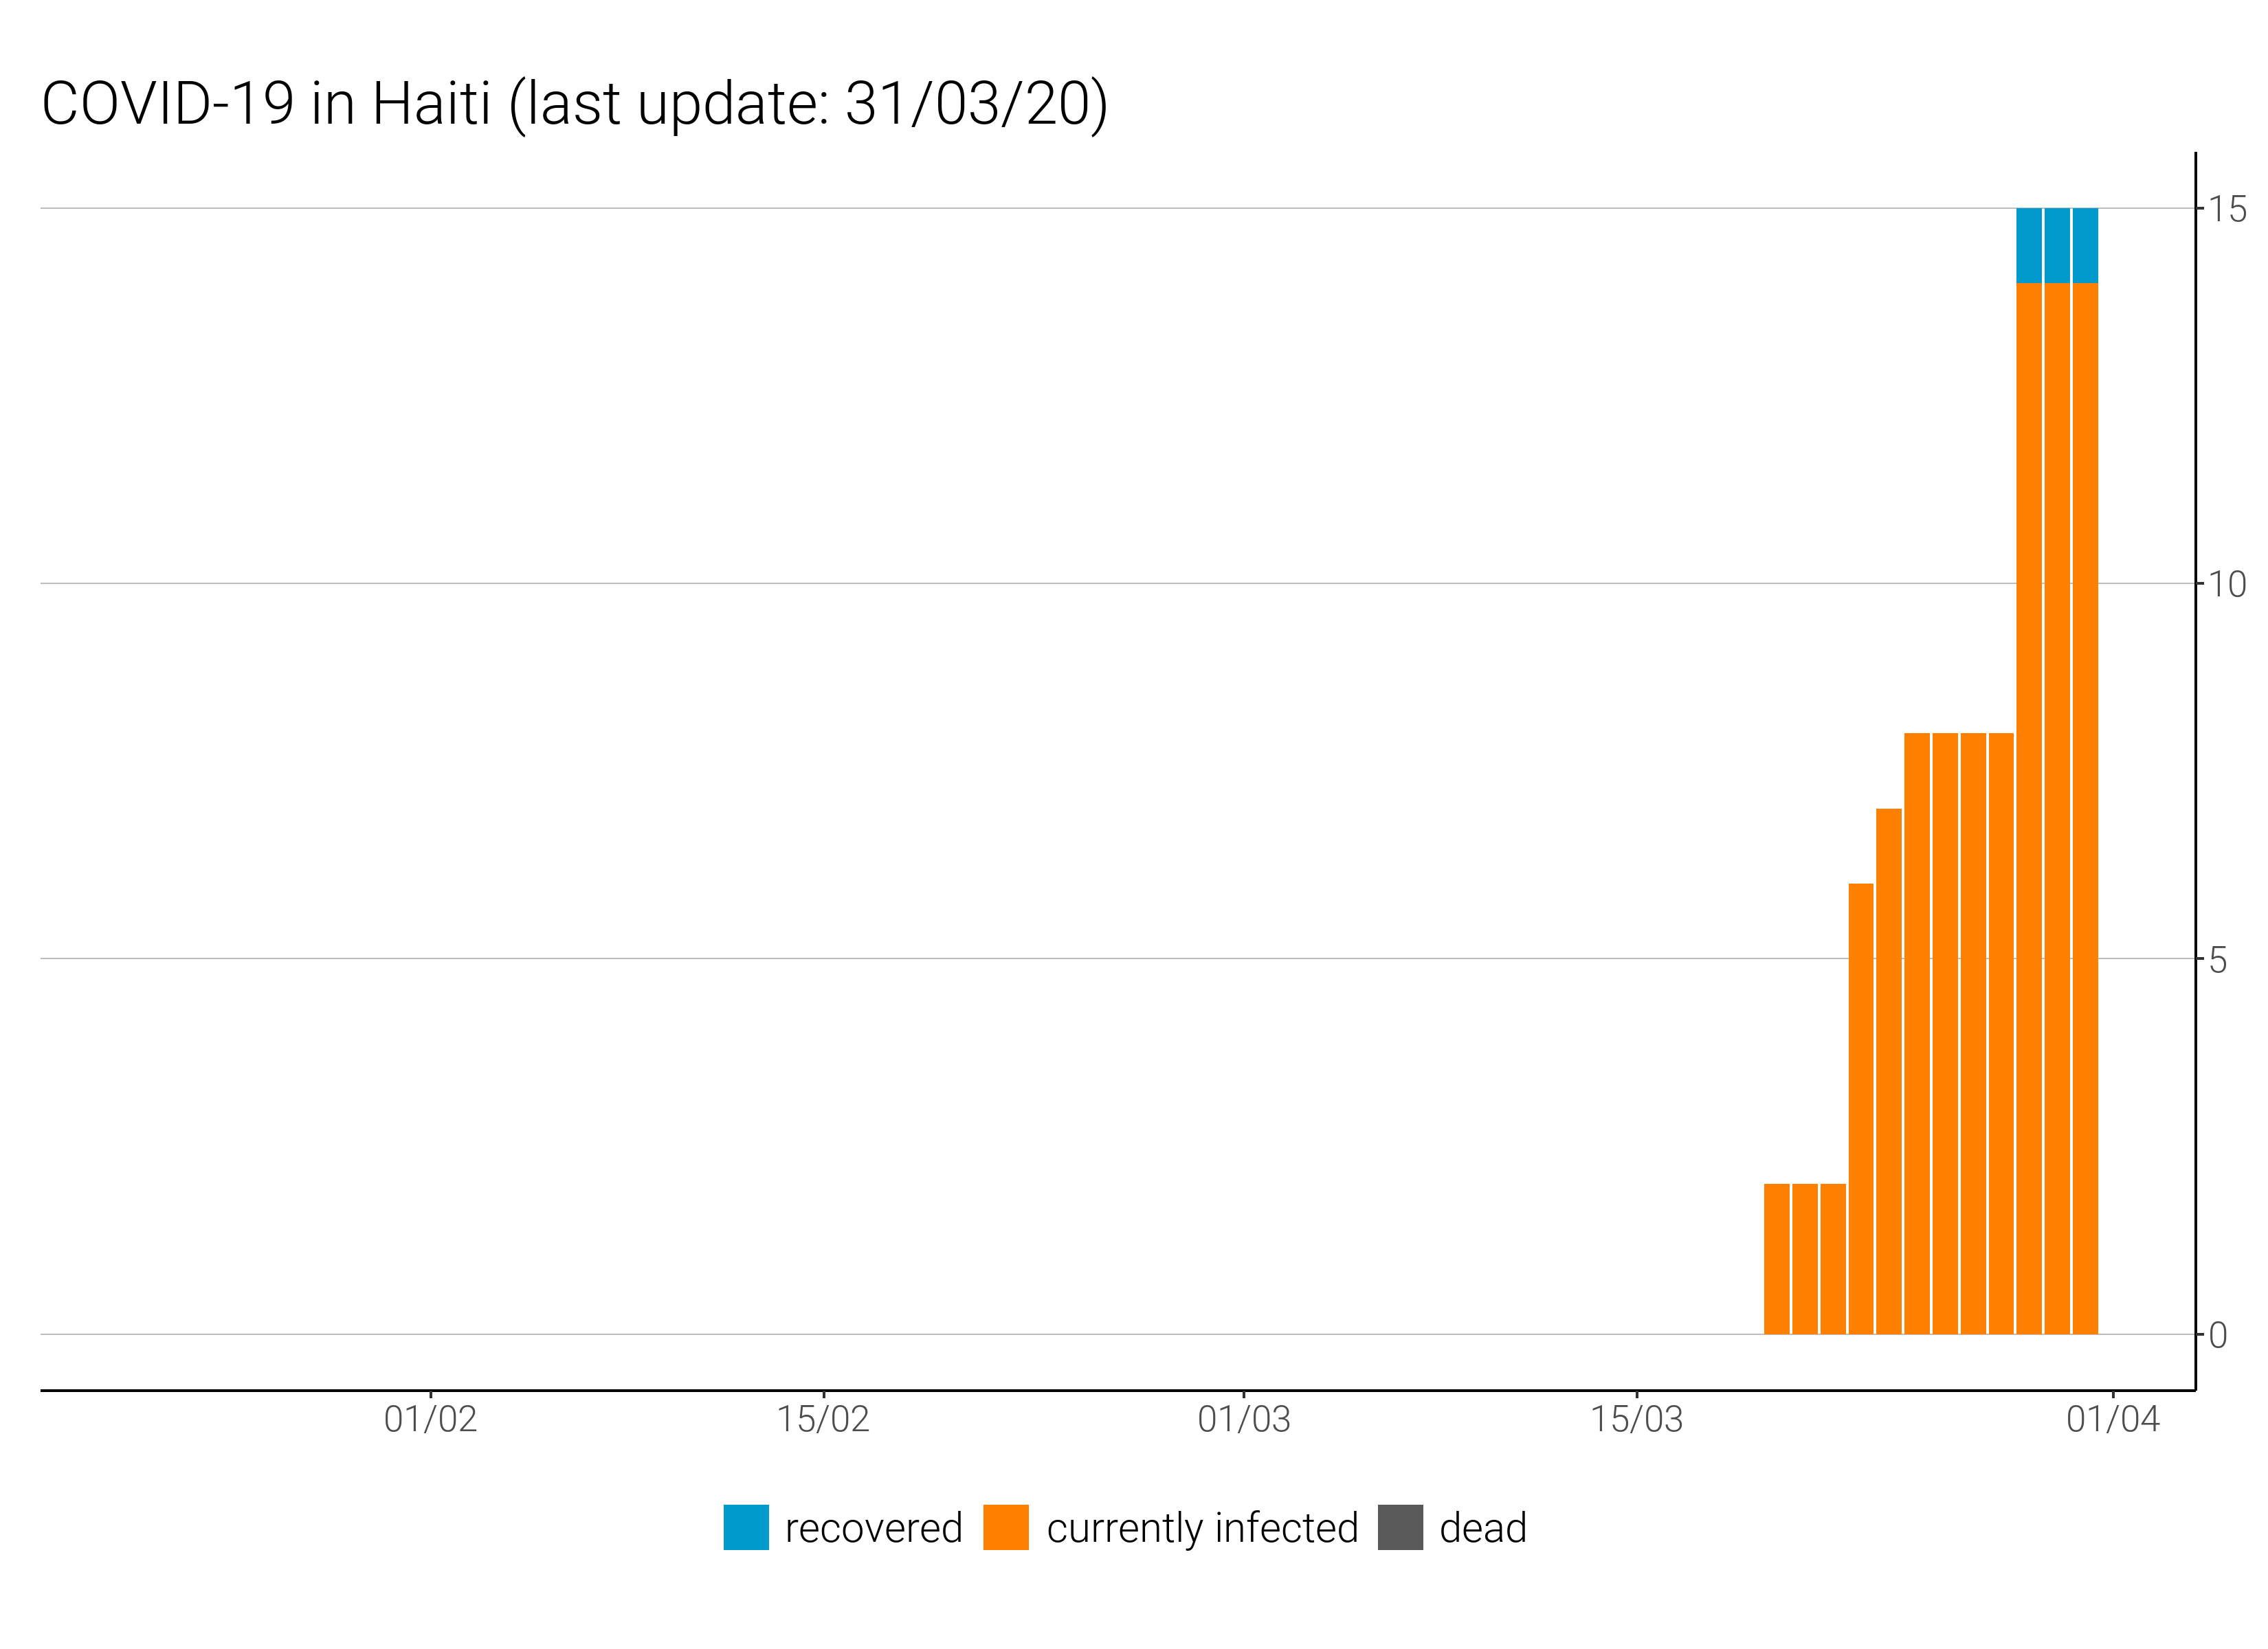 COVID-19 in Haiti (last update: 31/03/20)
15
10
5
0
01/02 15/02 01/03 15/03 01/04
recovered currently infected dead